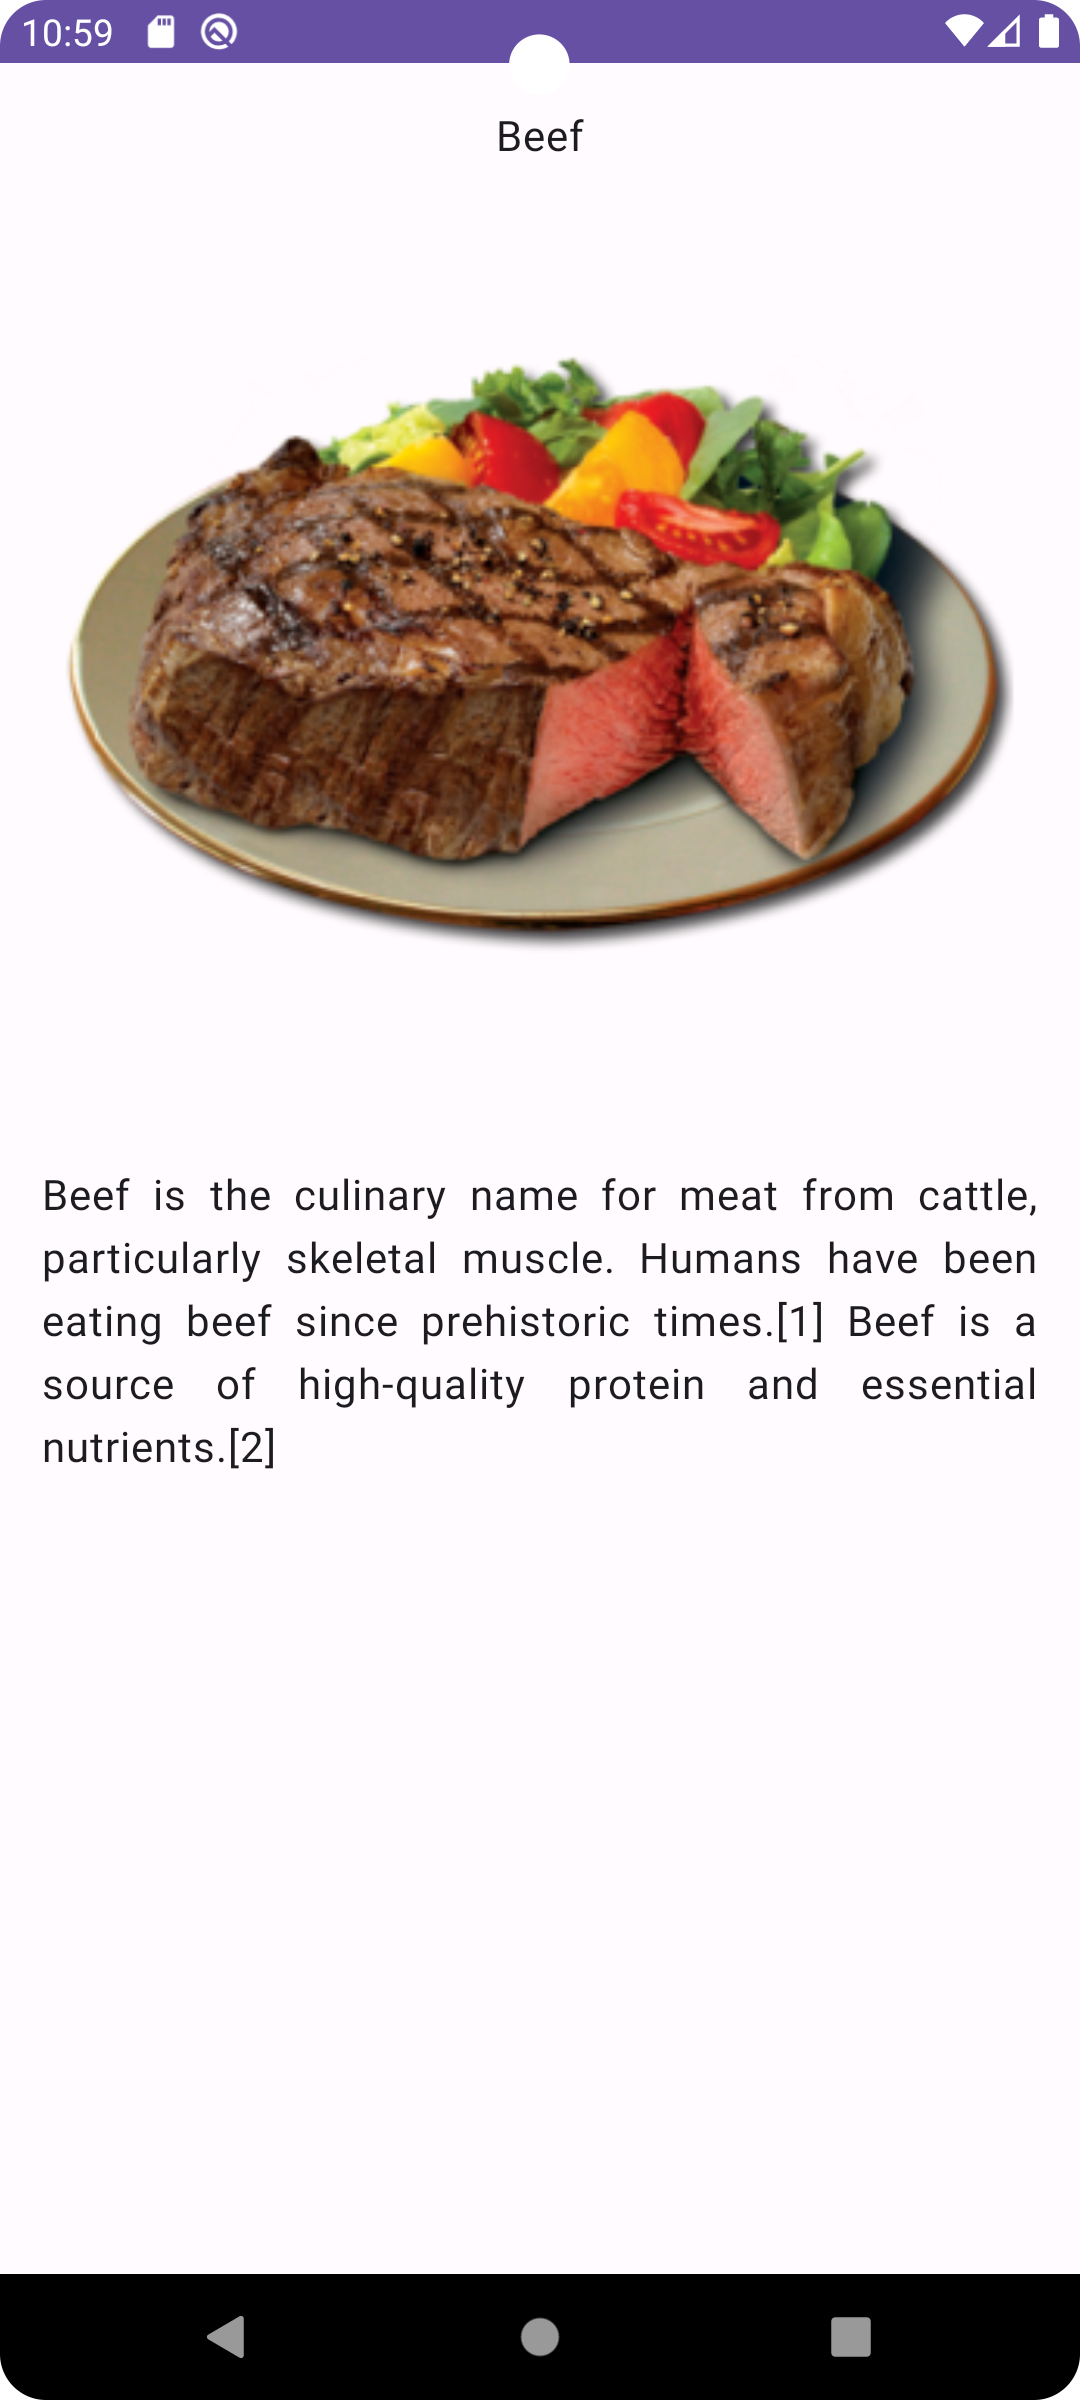 10:59
Beef
Beef is the culinary name for meat from cattle,
particularly skeletal muscle. Humans have been
eating beef since prehistoric times.[1] Beef is a
source of high-quality protein and essential
nutrients.[2]